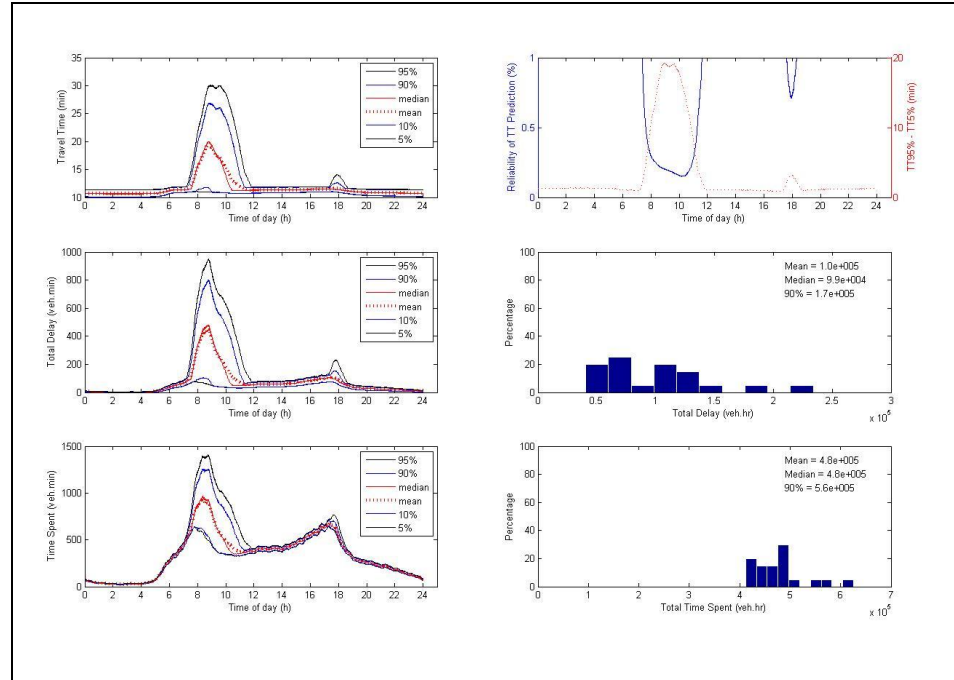 35
30
25
20
15
10
Travel Time (min)
0 2 4 6 8 10 12 14 16 18 20 22 24
Time of day (h)
95%
90%
median
mean
10%
5%
1
0.5
0
Reliability of TT Prediction (%)
20
10
0
TT95% - TT5% (min)
0 2 4 6 8 10 12 14 16 18 20 22 24
Time of day (h)
1000
800
600
400
200
0
Total Delay (veh.min)
0 2 4 6 8 10 12 14 16 18 20 22 24
Time of day (h)
95%
90%
median
mean
10%
5%
100
80
60
40
20
0
Percentage
Mean = 1.0e+005
Median = 9.9e+004
90% = 1.7e+005
0 0.5 1 1.5 2 2.5 3
Total Delay (veh.hr)
x 10^5
1500
1000
500
0
Time Spent (veh.min)
0 2 4 6 8 10 12 14 16 18 20 22 24
Time of day (h)
95%
90%
median
mean
10%
5%
100
80
60
40
20
0
Percentage
Mean = 4.8e+005
Median = 4.8e+005
90% = 5.6e+005
0 1 2 3 4 5 6 7
Total Time Spent (veh.hr)
x 10^5